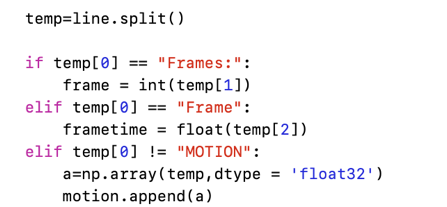 temp=line.split()
if temp[0] == "Frames:":
    frame = int(temp[1])
elif temp[0] == "Frame":
    frametime = float(temp[2])
elif temp[0] != "MOTION":
    a=np.array(temp,dtype = 'float32')
    motion.append(a)